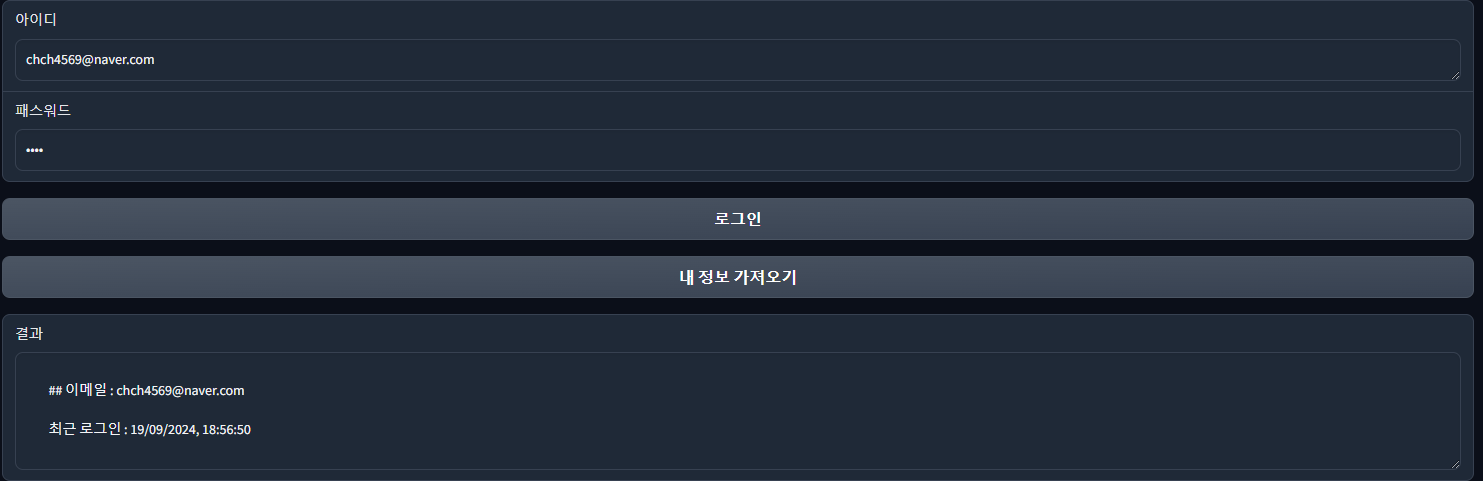 아이디
chch4569@naver.com
패스워드
••••
로그인
내 정보 가져오기
결과
## 이메일 : chch4569@naver.com
최근 로그인 : 19/09/2024, 18:56:50